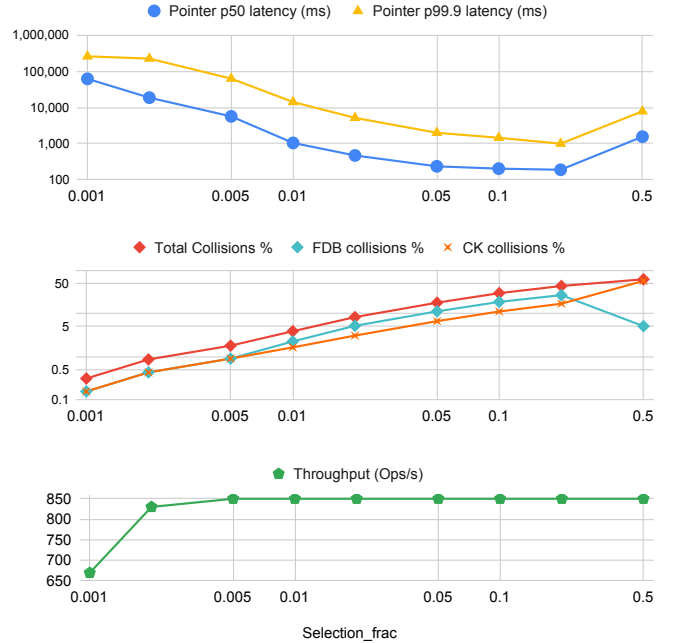 Pointer p50 latency (ms) Pointer p99.9 latency (ms)
1,000,000
100,000
10,000
1,000
100
0.001 0.005 0.01 0.05 0.1 0.5
Total Collisions % FDB collisions % CK collisions %
50
5
0.5
0.1
0.001 0.005 0.01 0.05 0.1 0.5
Throughput (Ops/s)
850
800
750
700
650
0.001 0.005 0.01 0.05 0.1 0.5
Selection_frac